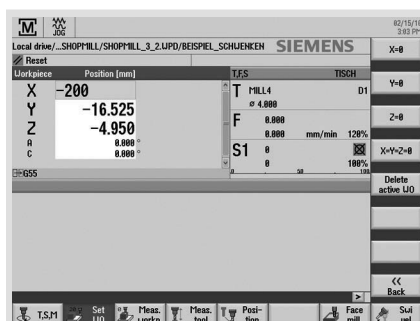 M
JOG
02/15/1
3:03 PM
Local drive/...SHOPMILL/SHOPMILL_3_2.WPD/BEISPIEL_SCHWENKEN
SIEMENS
Reset
Workpiece Position [mm]
X -200
Y -16.525
Z -4.950
A 0.000 °
C 0.000 °
G55
T,F,S TISCH
T MILL4 D1
ø 4.000
F 0.000
0.000 mm/min 120%
S1 0
0 100%
0 50 100
X=0
Y=0
Z=0
X=Y=Z=0
Delete
active WO
<<
Back
T,S,M
Set
WO
Meas.
workp.
Meas.
tool
Posi-
tion
Face
mill.
Swi
vel